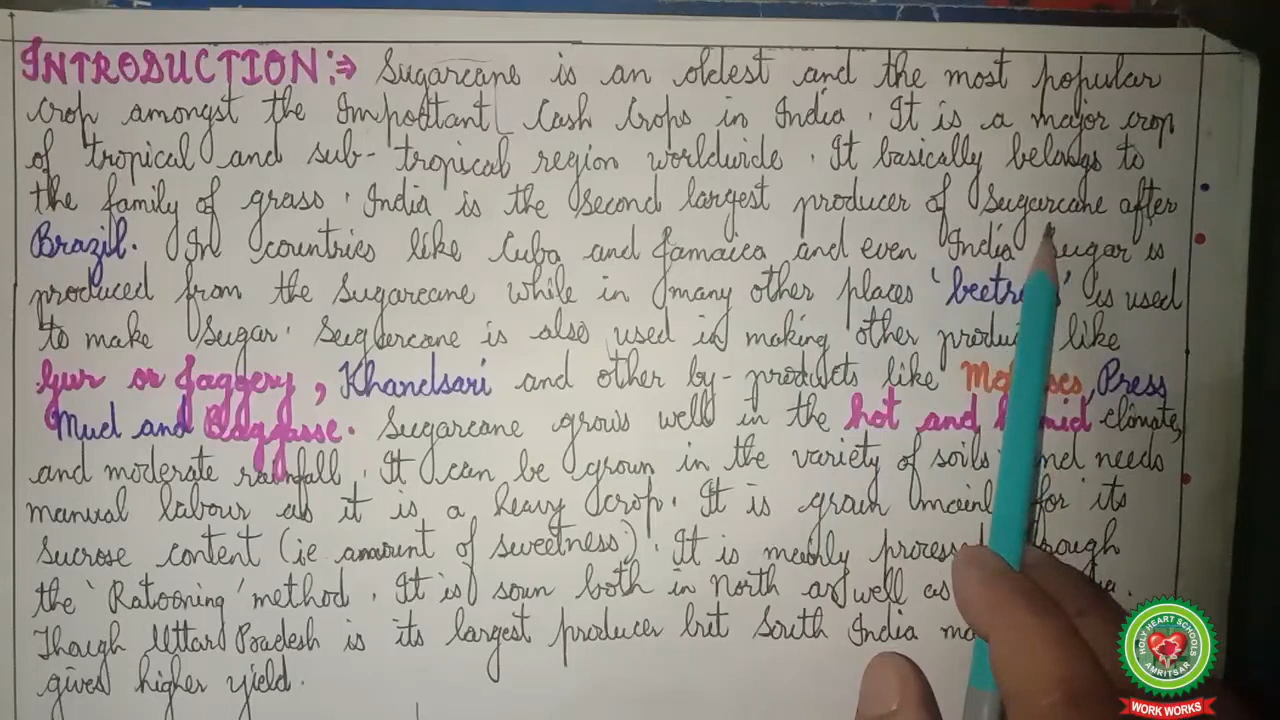 INTRODUCTION:→ Sugarcane is an oldest and the most popular
crop amongst the Important Cash Crops in India. It is a major crop
of tropical and sub-tropical region worldwide. It basically belongs to
the family of grass. India is the Second largest producer of Sugarcane after
Brazil. In countries like Cuba and Jamaica and even India Sugar is
produced from the Sugarcane while in many other places 'beetr ' is used
to make Sugar. Sugarcane is also used in making other product like
Gur or Jaggery, Khandsari and other by-products like Press
Mud and Baggasse. Sugarcane grows well in the hot and climate,
and moderate rainfall. It can be grown in the variety of soils and needs
manual labour as it is a heavy crop. It is grown for its
Sucrose content (ie amount of sweetness). It is mainly
the 'Ratooning' method. It is sown both in North as well as
Though Uttar Pradesh is its largest producer but South India
gives higher yield.
HOLY HEART SCHOOLS
AMRITSAR
WORK WORKS